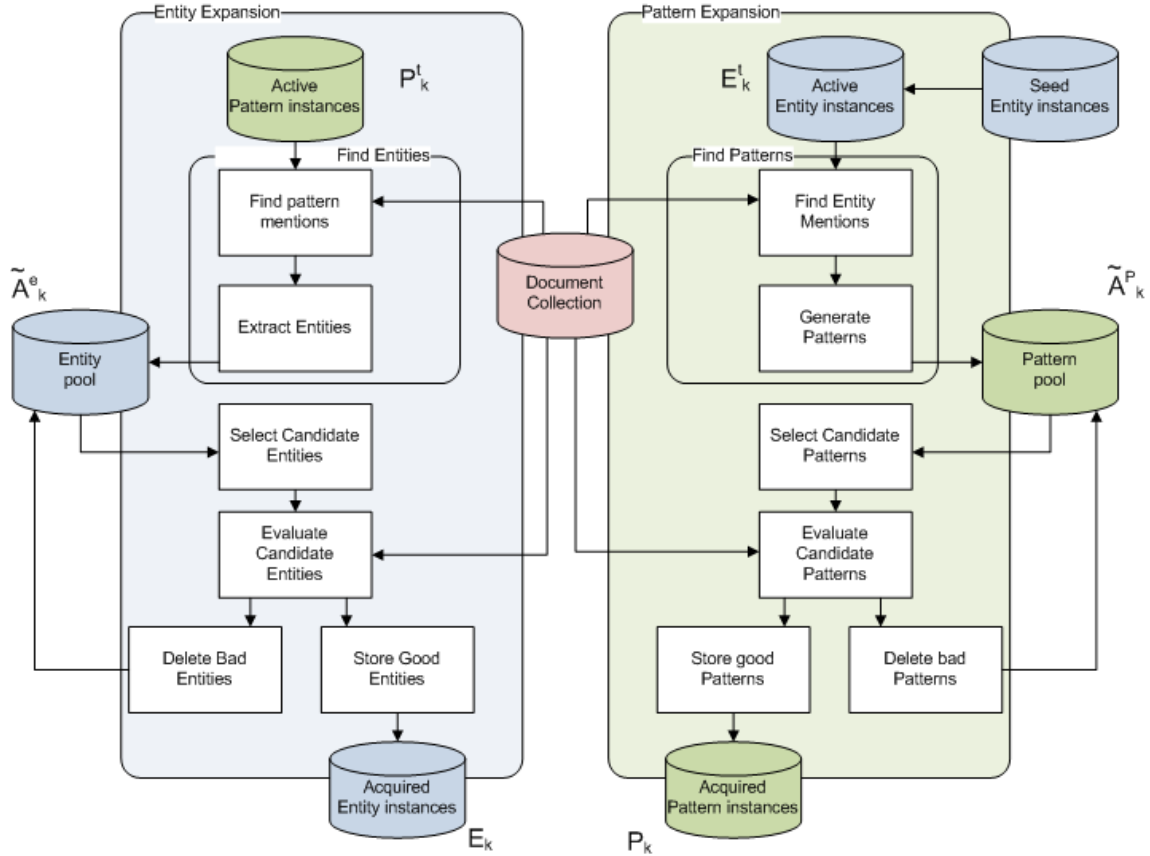 Entity Expansion
Pattern Expansion
Active
Pattern instances
P^t_k
E^t_k
Active
Entity instances
Seed
Entity instances
Find Entities
Find Patterns
Find pattern
mentions
Find Entity
Mentions
Document
Collection
Ã^e_k
Ã^P_k
Extract Entities
Generate
Patterns
Entity
pool
Pattern
pool
Select Candidate
Entities
Select Candidate
Patterns
Evaluate
Candidate
Entities
Evaluate
Candidate
Patterns
Delete Bad
Entities
Store Good
Entities
Store good
Patterns
Delete bad
Patterns
Acquired
Entity instances
E_k
Acquired
Pattern instances
P_k